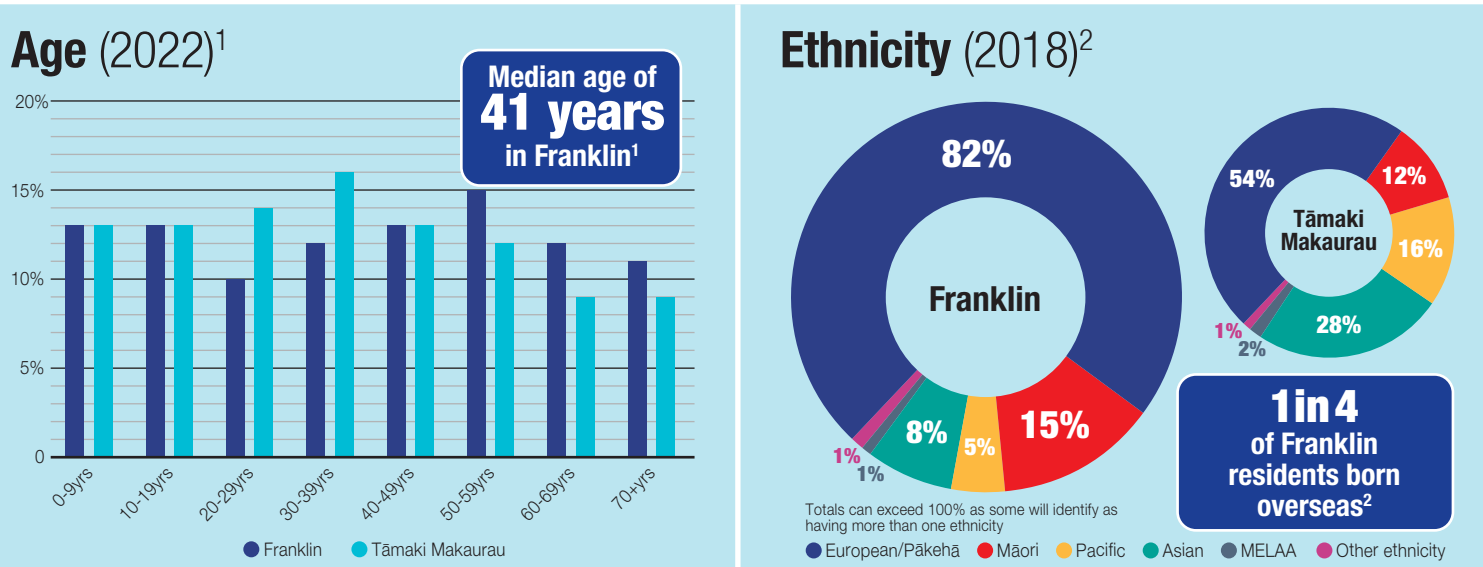 Age (2022)1
Median age of
41 years
in Franklin1
20%
15%
10%
5%
0
0-9yrs
10-19yrs
20-29yrs
30-39yrs
40-49yrs
50-59yrs
60-69yrs
70+yrs
Franklin
Tāmaki Makaurau
Ethnicity (2018)2
82%
15%
5%
8%
1%
1%
Franklin
54%
12%
16%
28%
2%
1%
Tāmaki
Makaurau
1 in 4
of Franklin
residents born
overseas2
Totals can exceed 100% as some will identify as
having more than one ethnicity
European/Pākehā
Māori
Pacific
Asian
MELAA
Other ethnicity